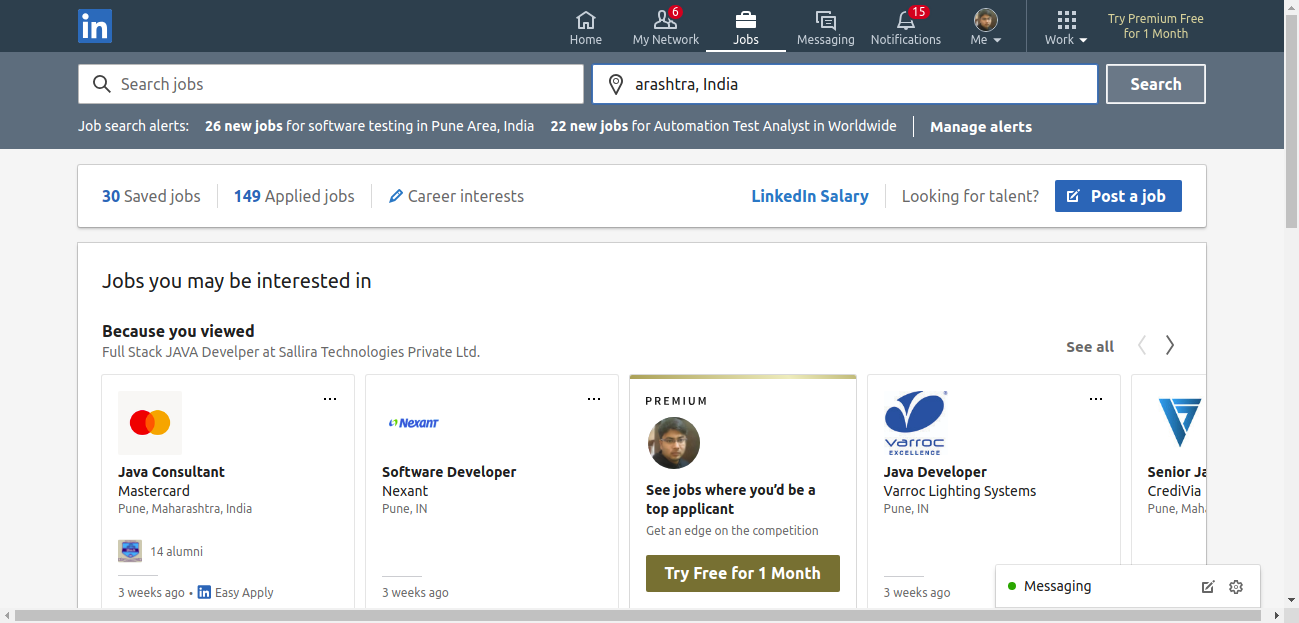 in
Home
6
My Network
Jobs
Messaging
15
Notifications
Me
Work
Try Premium Free
for 1 Month
Search jobs
arashtra, India
Search
Job search alerts: 26 new jobs for software testing in Pune Area, India 22 new jobs for Automation Test Analyst in Worldwide Manage alerts
30 Saved jobs 149 Applied jobs Career interests LinkedIn Salary Looking for talent? Post a job
Jobs you may be interested in
Because you viewed
Full Stack JAVA Develper at Sallira Technologies Private Ltd.
See all
Java Consultant
Mastercard
Pune, Maharashtra, India
14 alumni
3 weeks ago • in Easy Apply
Nexant
Software Developer
Nexant
Pune, IN
3 weeks ago
PREMIUM
See jobs where you’d be a
top applicant
Get an edge on the competition
Try Free for 1 Month
varroc
EXCELLENCE
Java Developer
Varroc Lighting Systems
Pune, IN
3 weeks ago
Senior Ja
CrediVia
Pune, Maha
Messaging